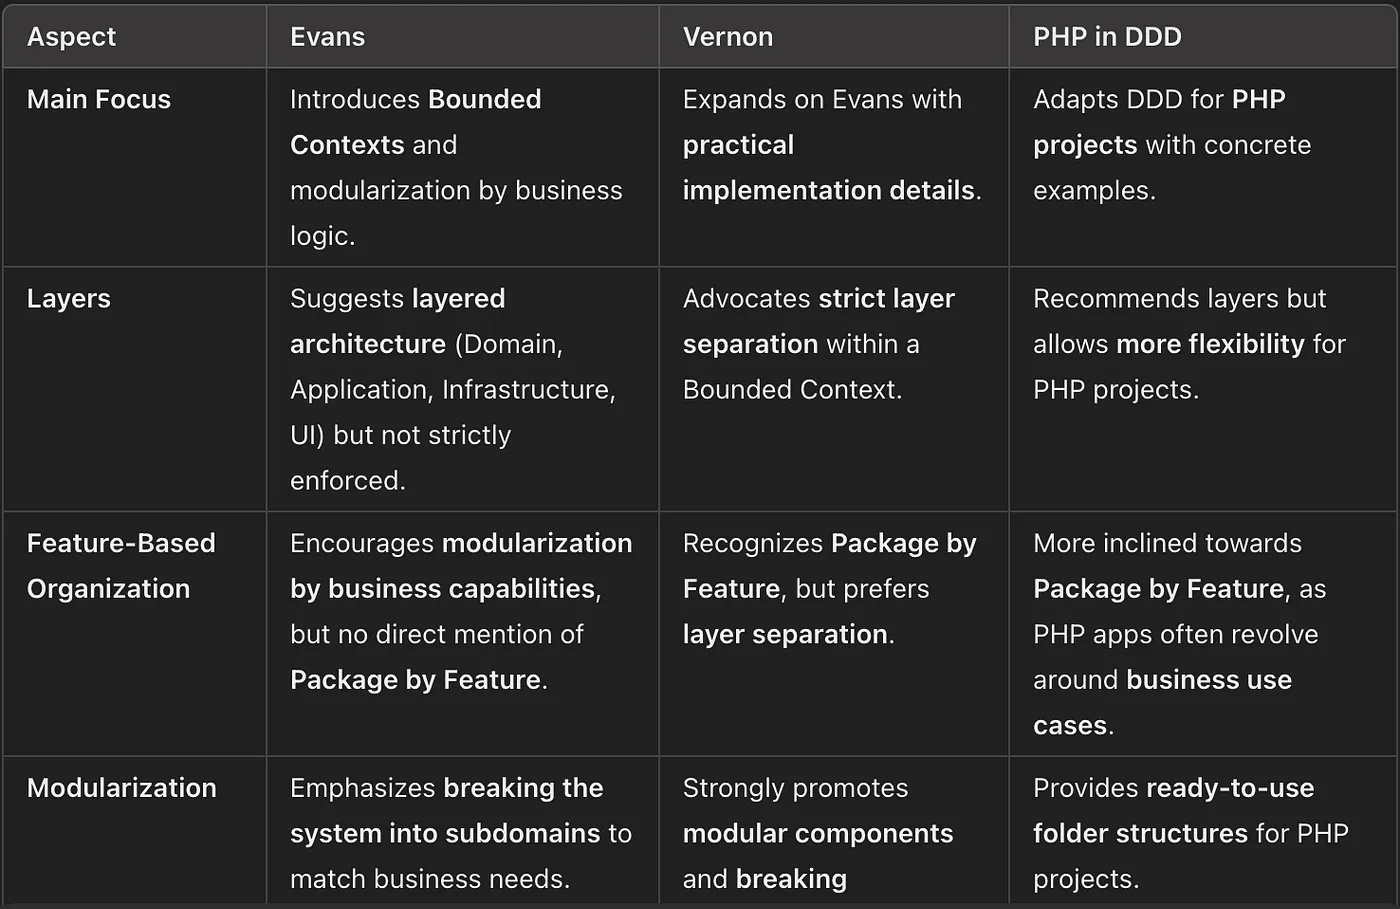 Aspect
Evans
Vernon
PHP in DDD
Main Focus
Introduces Bounded
Contexts and
modularization by business
logic.
Expands on Evans with
practical
implementation details.
Adapts DDD for PHP
projects with concrete
examples.
Layers
Suggests layered
architecture (Domain,
Application, Infrastructure,
UI) but not strictly
enforced.
Advocates strict layer
separation within a
Bounded Context.
Recommends layers but
allows more flexibility for
PHP projects.
Feature-Based
Organization
Encourages modularization
by business capabilities,
but no direct mention of
Package by Feature.
Recognizes Package by
Feature, but prefers
layer separation.
More inclined towards
Package by Feature, as
PHP apps often revolve
around business use
cases.
Modularization
Emphasizes breaking the
system into subdomains to
match business needs.
Strongly promotes
modular components
and breaking
Provides ready-to-use
folder structures for PHP
projects.